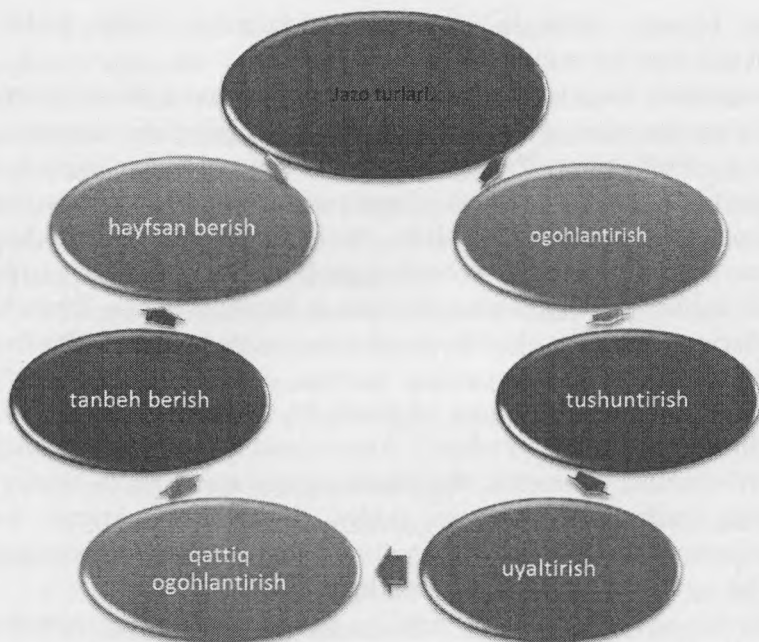 Jazo turlari.
ogohlantirish
tushuntirish
uyaltirish
qattiq
ogohlantirish
tanbeh berish
hayfsan berish